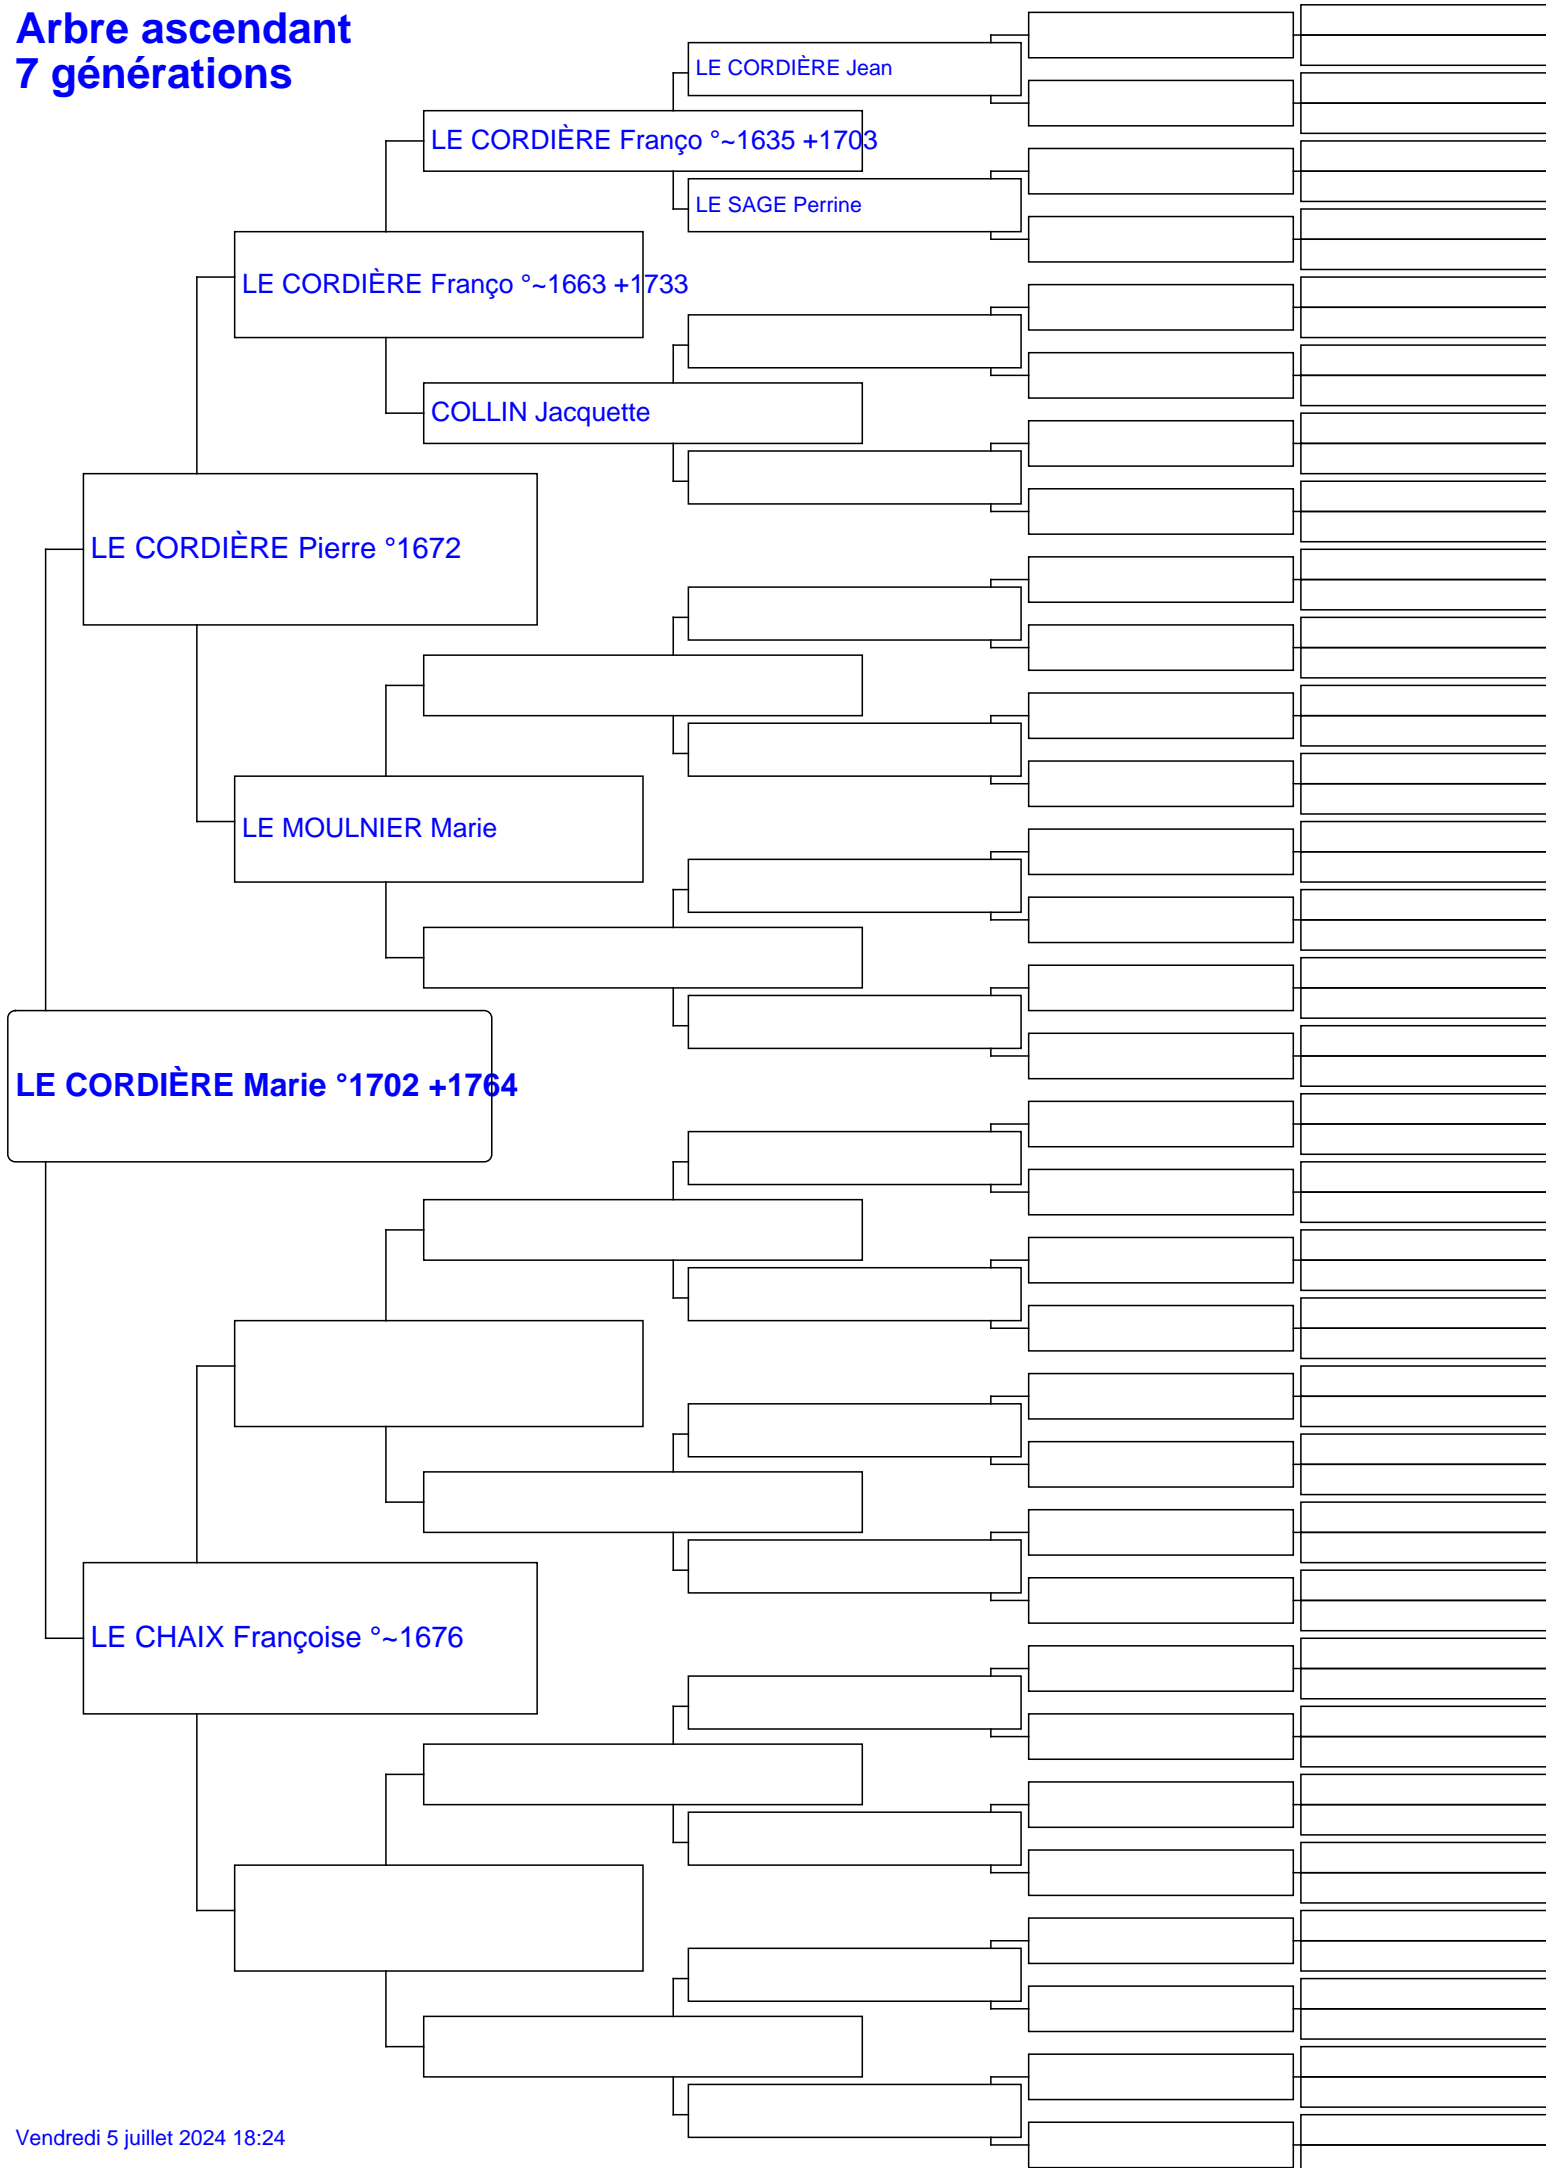 Arbre ascendant
7 générations
LE CORDIÈRE Jean
LE CORDIÈRE Franço °~1635 +1703
LE SAGE Perrine
LE CORDIÈRE Franço °~1663 +1733
COLLIN Jacquette
LE CORDIÈRE Pierre °1672
LE MOULNIER Marie
LE CORDIÈRE Marie °1702 +1764
LE CHAIX Françoise °~1676
Vendredi 5 juillet 2024 18:24